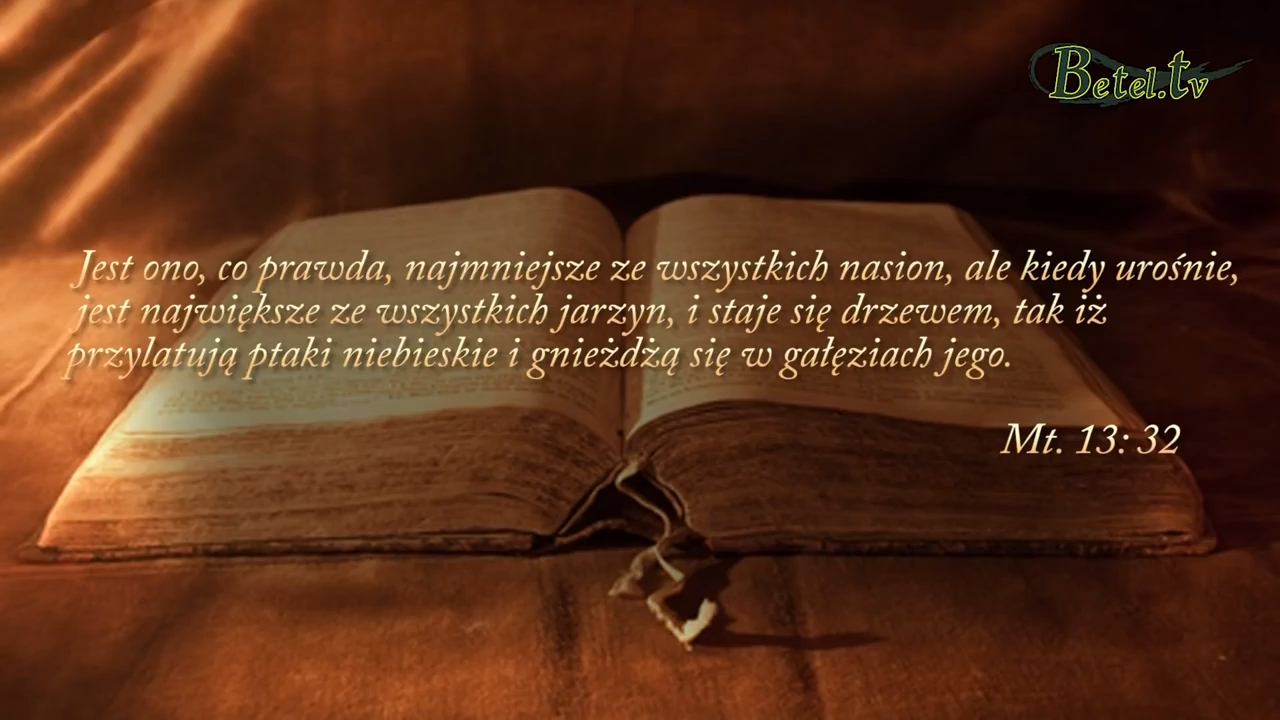 Betel.tv
Jest ono, co prawda, najmniejsze ze wszystkich nasion, ale kiedy urośnie,
jest największe ze wszystkich jarzyn, i staje się drzewem, tak iż
przylatują ptaki niebieskie i gnieżdżą się w gałęziach jego.
Mt. 13: 32